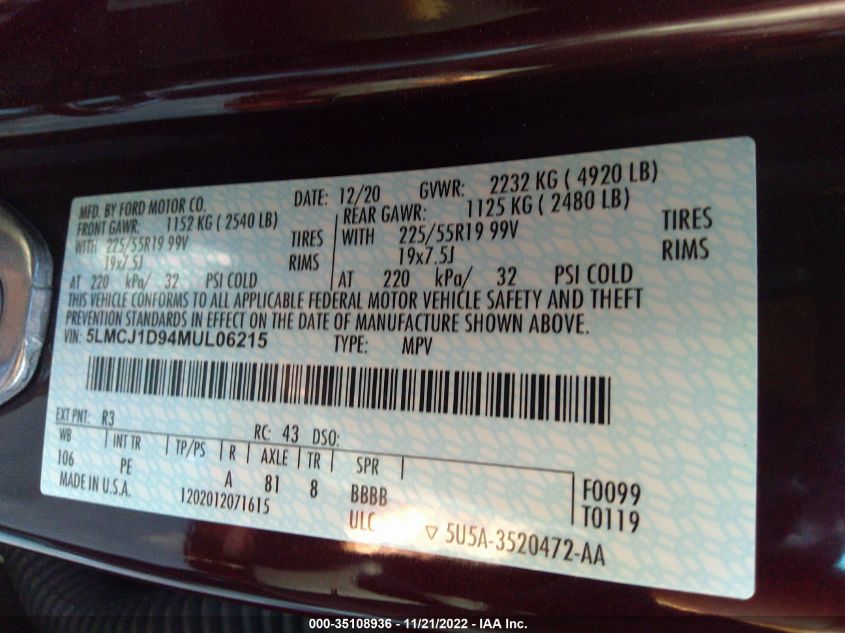 MFD. BY FORD MOTOR CO. DATE: 12/20 GVWR: 2232 KG ( 4920 LB)
FRONT GAWR: 1152 KG ( 2540 LB) REAR GAWR: 1125 KG ( 2480 LB)
WITH 225/55R19 99V TIRES WITH 225/55R19 99V TIRES
19x7.5J RIMS 19x7.5J RIMS
AT 220 kPa/ 32 PSI COLD AT 220 kPa/ 32 PSI COLD
THIS VEHICLE CONFORMS TO ALL APPLICABLE FEDERAL MOTOR VEHICLE SAFETY AND THEFT
PREVENTION STANDARDS IN EFFECT ON THE DATE OF MANUFACTURE SHOWN ABOVE.
VIN: 5LMCJ1D94MUL06215 TYPE: MPV
EXT PNT: R3 RC: 43 DSO:
WB INT TR TP/PS R AXLE TR SPR
106 PE A 81 8 BBBB F0099
MADE IN U.S.A. 1202012071615 ULC T0119
▽ 5U5A-3520472-AA
000-35108936 - 11/21/2022 - IAA Inc.